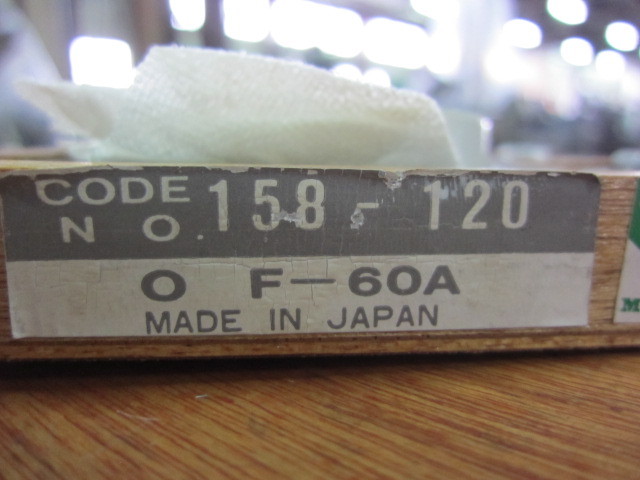 CODE NO. 158-120
O F-60A
MADE IN JAPAN
M